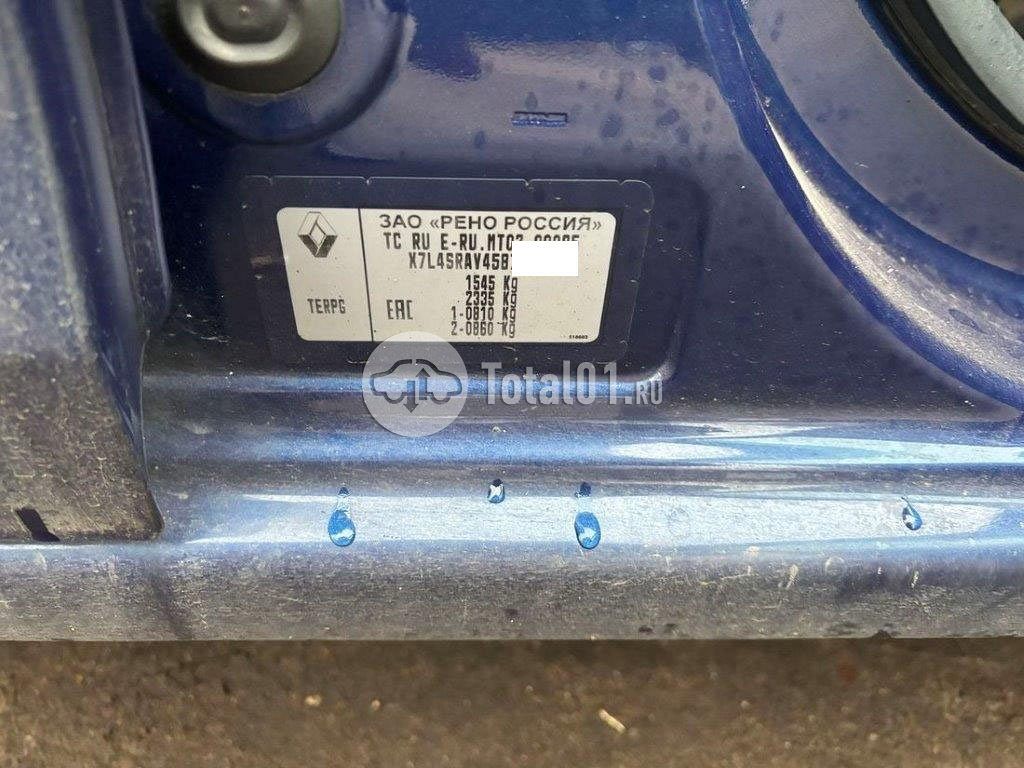 ЗАО «РЕНО РОССИЯ»
TC RU E-RU.MT02.
X7L4SRAV458
1545 Kg
2335 Kg
TERPG
EAC
1-0810 Kg
2-0860 Kg
Total01.RU